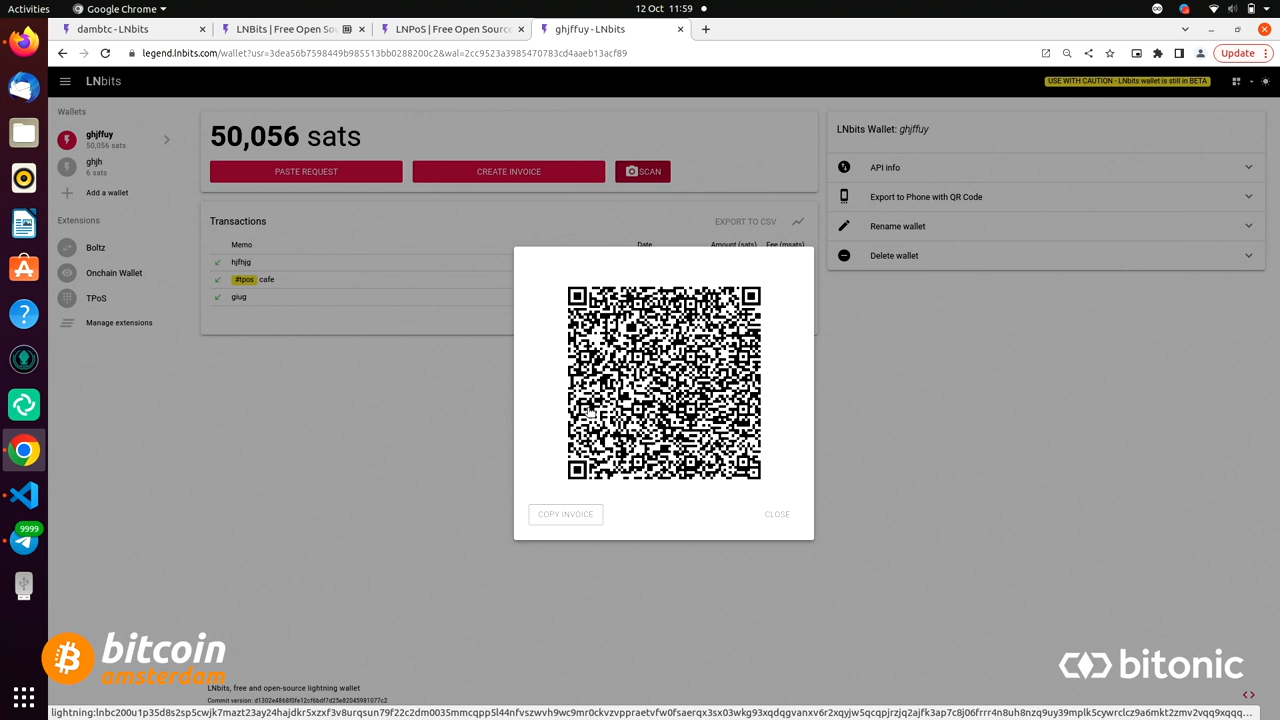 Activities Google Chrome 12 Oct 11:59
dambtc - LNbits LNBits | Free Open Sou LNPoS | Free Open Source ghjffuy - LNbits
legend.lnbits.com/wallet?usr=3dea56b7598449b985513bb0288200c2&wal=2cc9523a3985470783cd4aaeb13acf89 Update
LNbits USE WITH CAUTION - LNbits wallet is still in BETA
Wallets
ghjffuy
50,056 sats
ghjh
6 sats
Add a wallet
Extensions
Boltz
Onchain Wallet
TPoS
Manage extensions
50,056 sats
PASTE REQUEST CREATE INVOICE SCAN
Transactions EXPORT TO CSV
Memo Date Amount (sats) Fee (msats)
hjfhjg
#tpos cafe
giug
COPY INVOICE CLOSE
LNbits Wallet: ghjffuy
API info
Export to Phone with QR Code
Rename wallet
Delete wallet
9999
bitcoin
amsterdam
bitonic
LNbits, free and open-source lightning wallet
Commit version: d1302e4868f0fe12cf6bdf7d25e82045981077c2